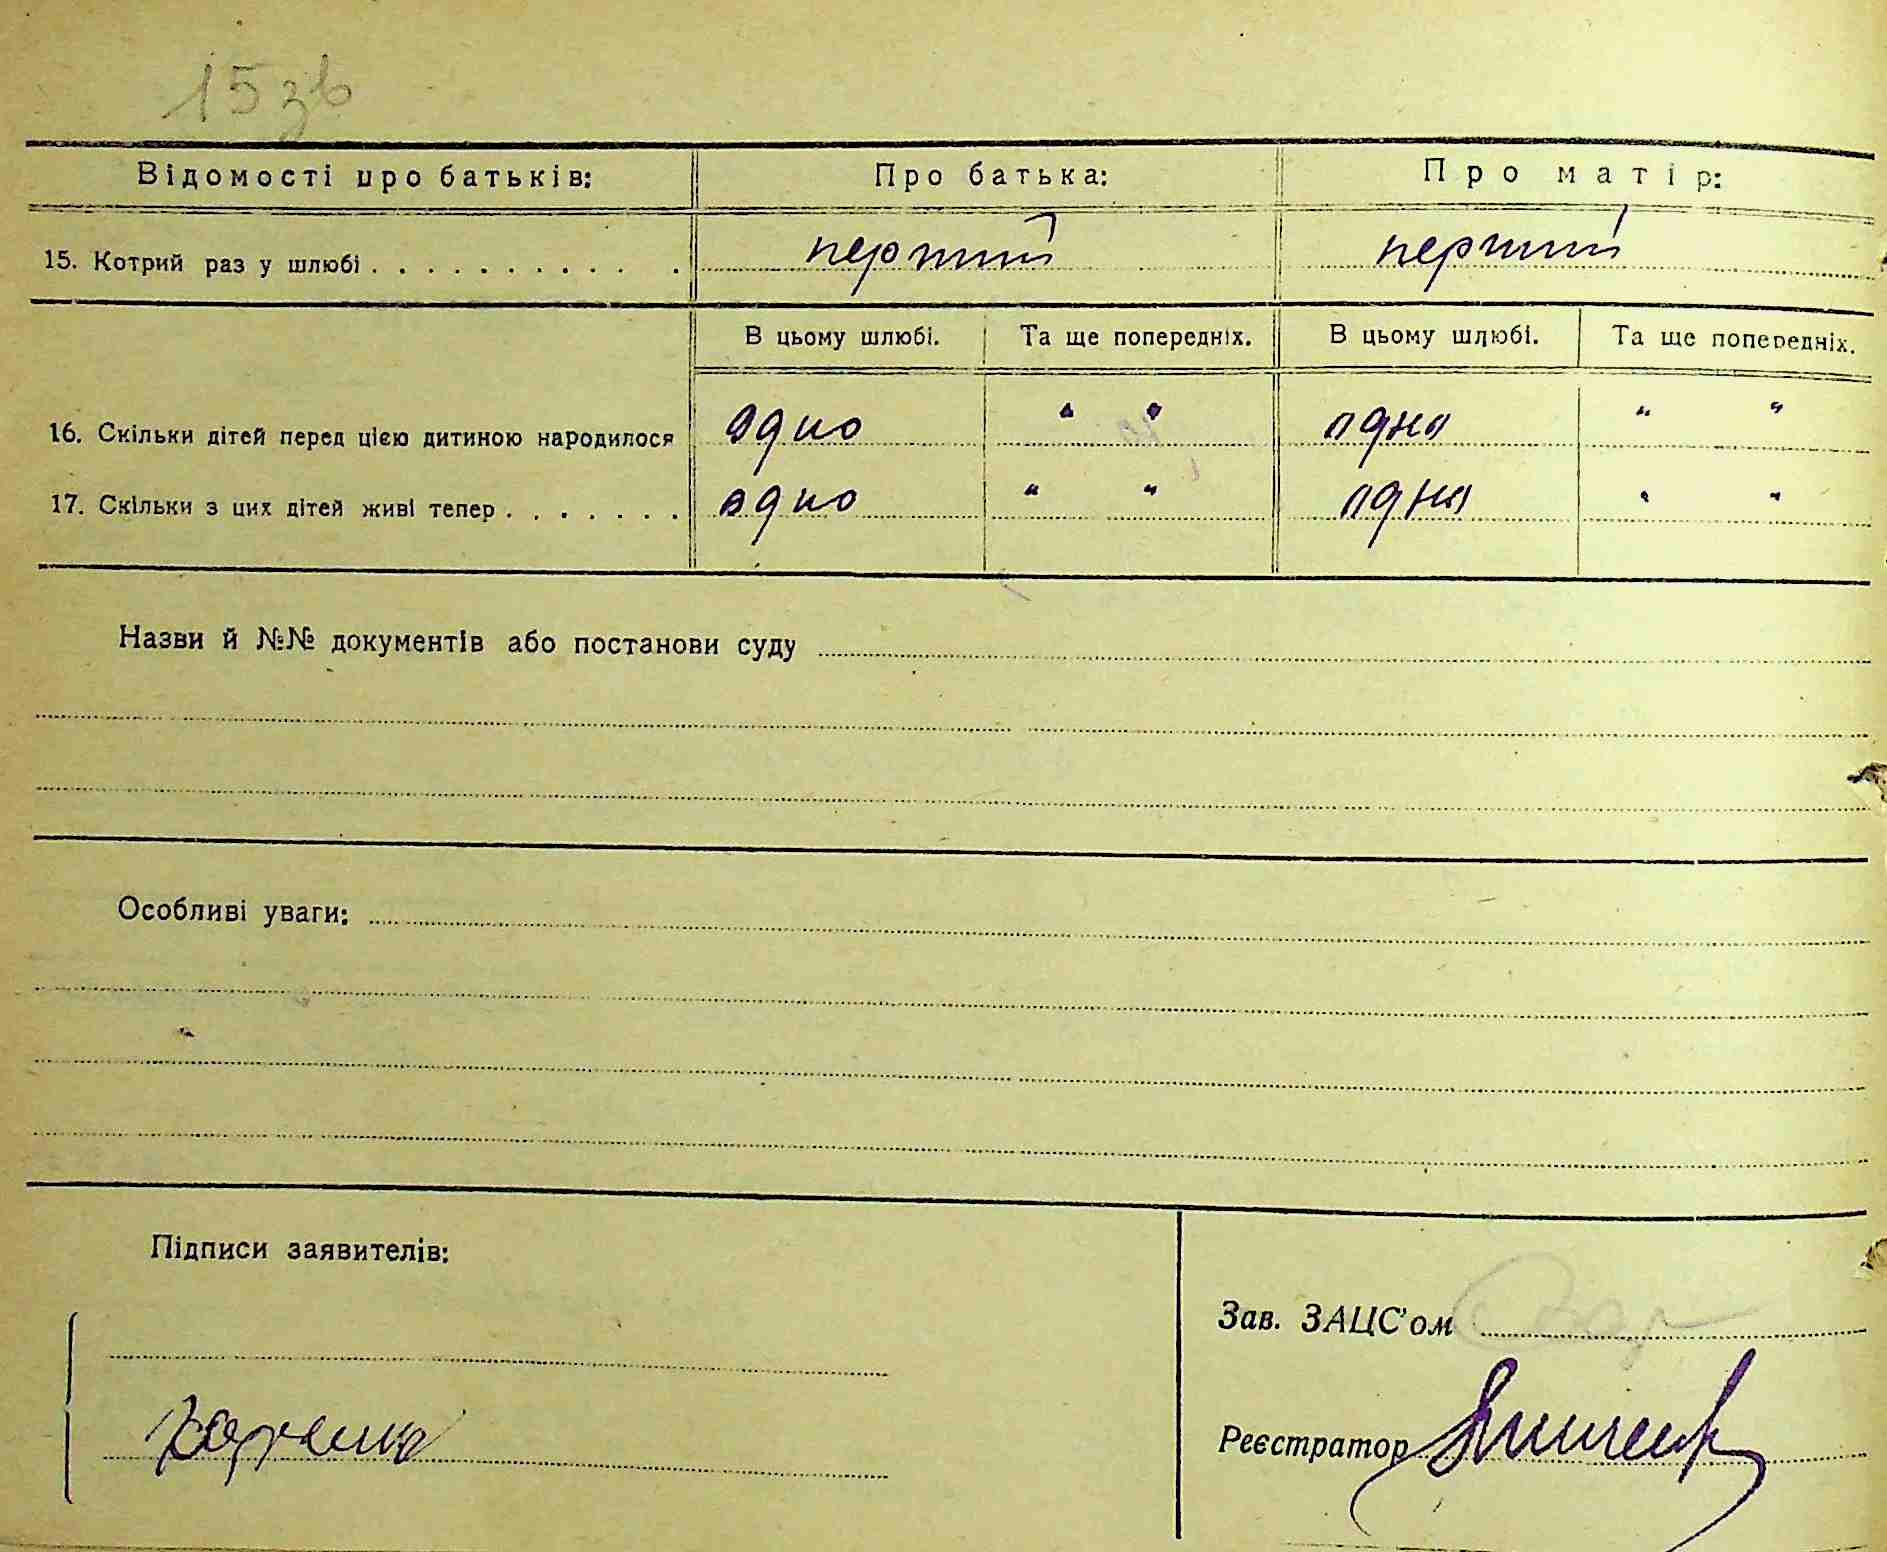 15 зв
Відомості про батьків: Про батька: Про матір:
15. Котрий раз у шлюбі . . . . . . . . . . . перший перший
В цьому шлюбі. Та ще попередніх. В цьому шлюбі. Та ще попередніх.
16. Скільки дітей перед цією дитиною народилося одно " " одно " "
17. Скільки з цих дітей живі тепер . . . . . . . одно " " одно " "
Назви й №№ документів або постанови суду
Особливі уваги:
Підписи заявителів:
Зав. ЗАЦС'ом
Реєстратор